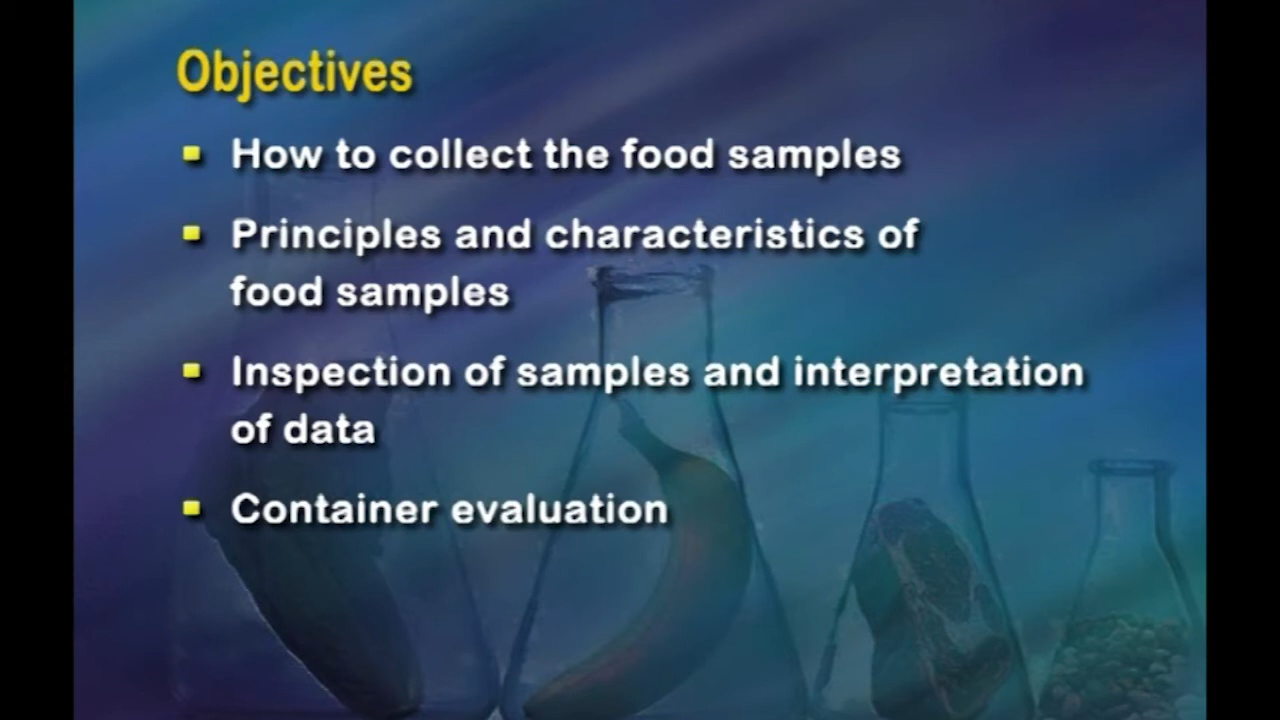 Objectives
▪ How to collect the food samples
▪ Principles and characteristics of
food samples
▪ Inspection of samples and interpretation
of data
▪ Container evaluation